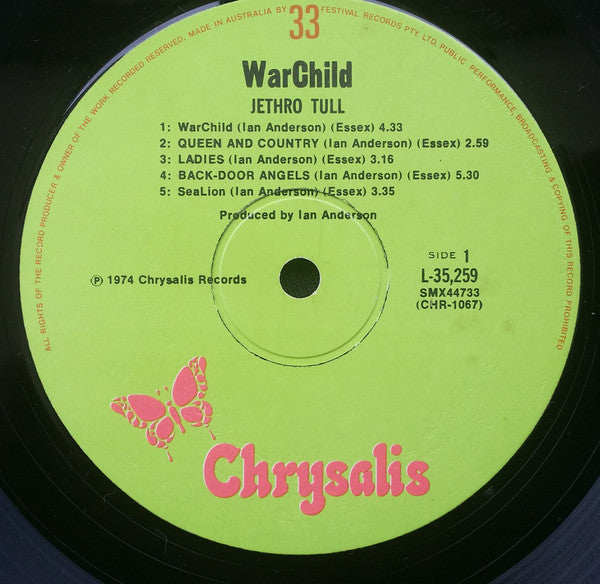 ALL RIGHTS OF THE RECORD PRODUCER & OWNER OF THE WORK RECORDED RESERVED. MADE IN AUSTRALIA BY FESTIVAL RECORDS PTY. LTD. PUBLIC PERFORMANCE, BROADCASTING & COPYING OF THIS RECORD PROHIBITED
33
WarChild
JETHRO TULL
1: WarChild (Ian Anderson) (Essex) 4.33
2: QUEEN AND COUNTRY (Ian Anderson) (Essex) 2.59
3: LADIES (Ian Anderson) (Essex) 3.16
4: BACK-DOOR ANGELS (Ian Anderson) (Essex) 5.30
5: SeaLion (Ian Anderson) (Essex) 3.35
Produced by Ian Anderson
SIDE 1
Ⓟ 1974 Chrysalis Records
L-35,259
SMX44733
(CHR-1067)
Chrysalis